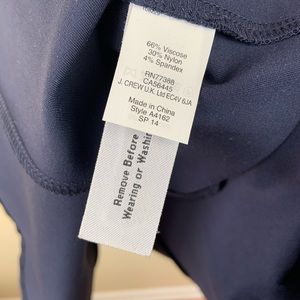 66% Viscose
30% Nylon
4% Spandex
RN77388
CA56445
J. CREW U.K. Ltd EC4V 6JA
Made in China
Style A4162
SP 14
Remove Before
Wearing or Washin